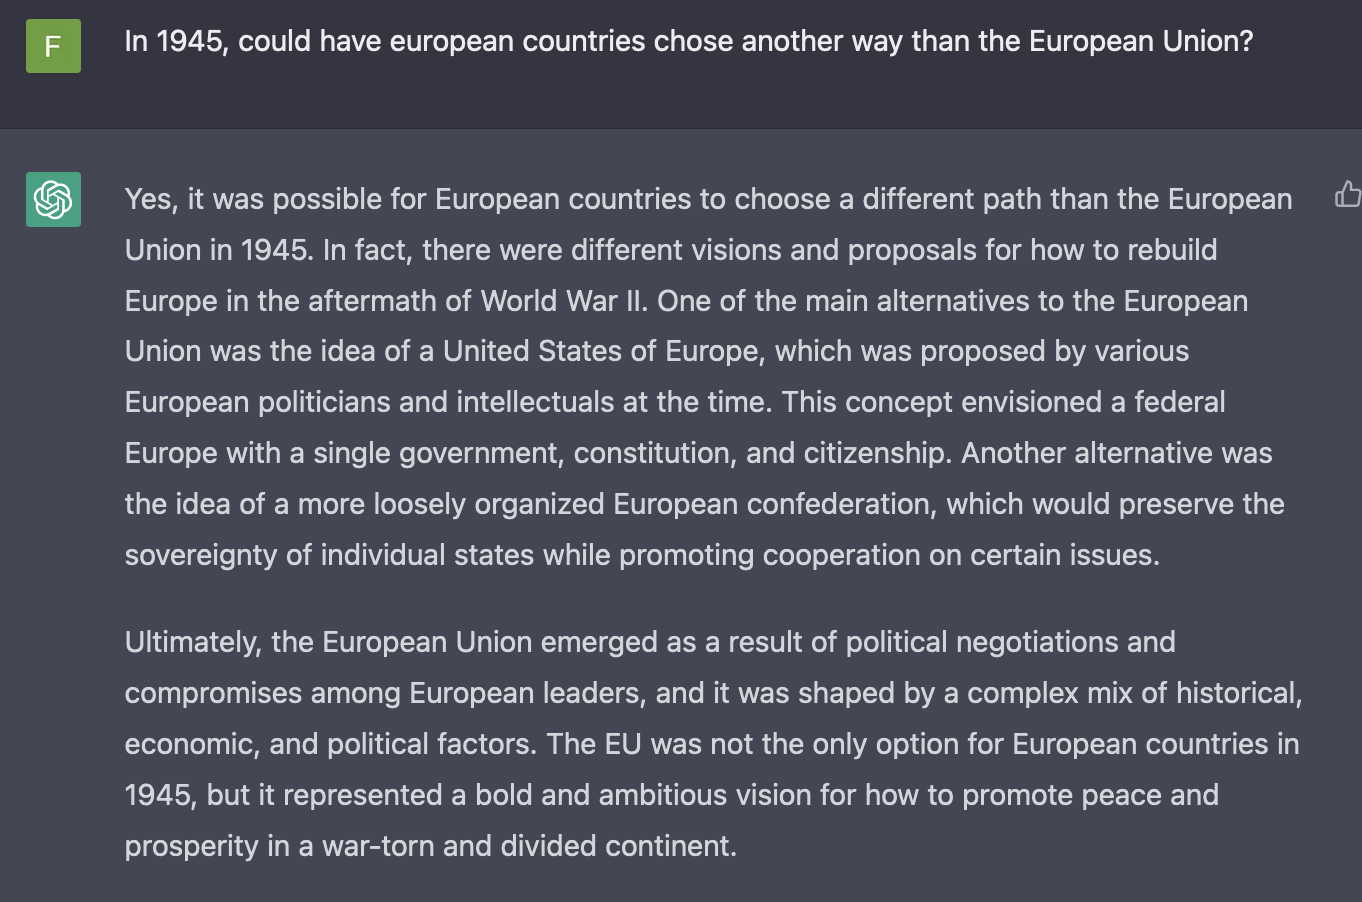 F
In 1945, could have european countries chose another way than the European Union?
Yes, it was possible for European countries to choose a different path than the European
Union in 1945. In fact, there were different visions and proposals for how to rebuild
Europe in the aftermath of World War II. One of the main alternatives to the European
Union was the idea of a United States of Europe, which was proposed by various
European politicians and intellectuals at the time. This concept envisioned a federal
Europe with a single government, constitution, and citizenship. Another alternative was
the idea of a more loosely organized European confederation, which would preserve the
sovereignty of individual states while promoting cooperation on certain issues.
Ultimately, the European Union emerged as a result of political negotiations and
compromises among European leaders, and it was shaped by a complex mix of historical,
economic, and political factors. The EU was not the only option for European countries in
1945, but it represented a bold and ambitious vision for how to promote peace and
prosperity in a war-torn and divided continent.